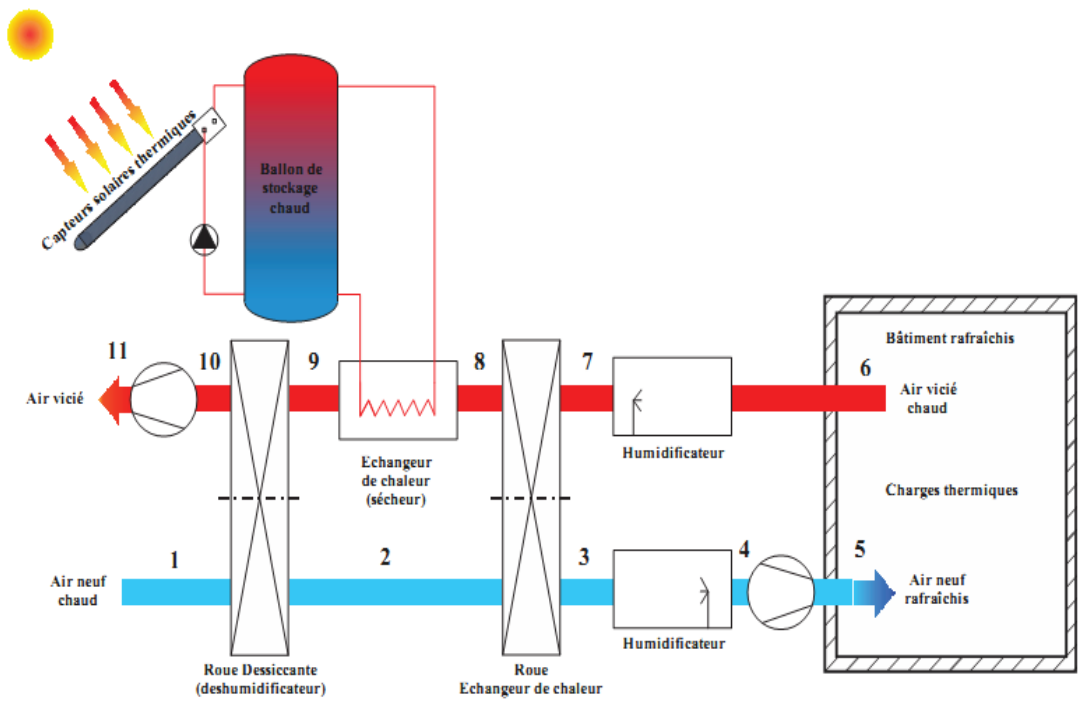 Capteurs solaires thermiques
Ballon de
stockage
chaud
11
10
9
8
7
6
Bâtiment rafraîchis
Air vicié
Air vicié
chaud
Echangeur
de chaleur
(sécheur)
Humidificateur
Charges thermiques
1
2
3
4
5
Air neuf
chaud
Air neuf
rafraîchis
Humidificateur
Roue Dessiccante
(deshumidificateur)
Roue
Echangeur de chaleur